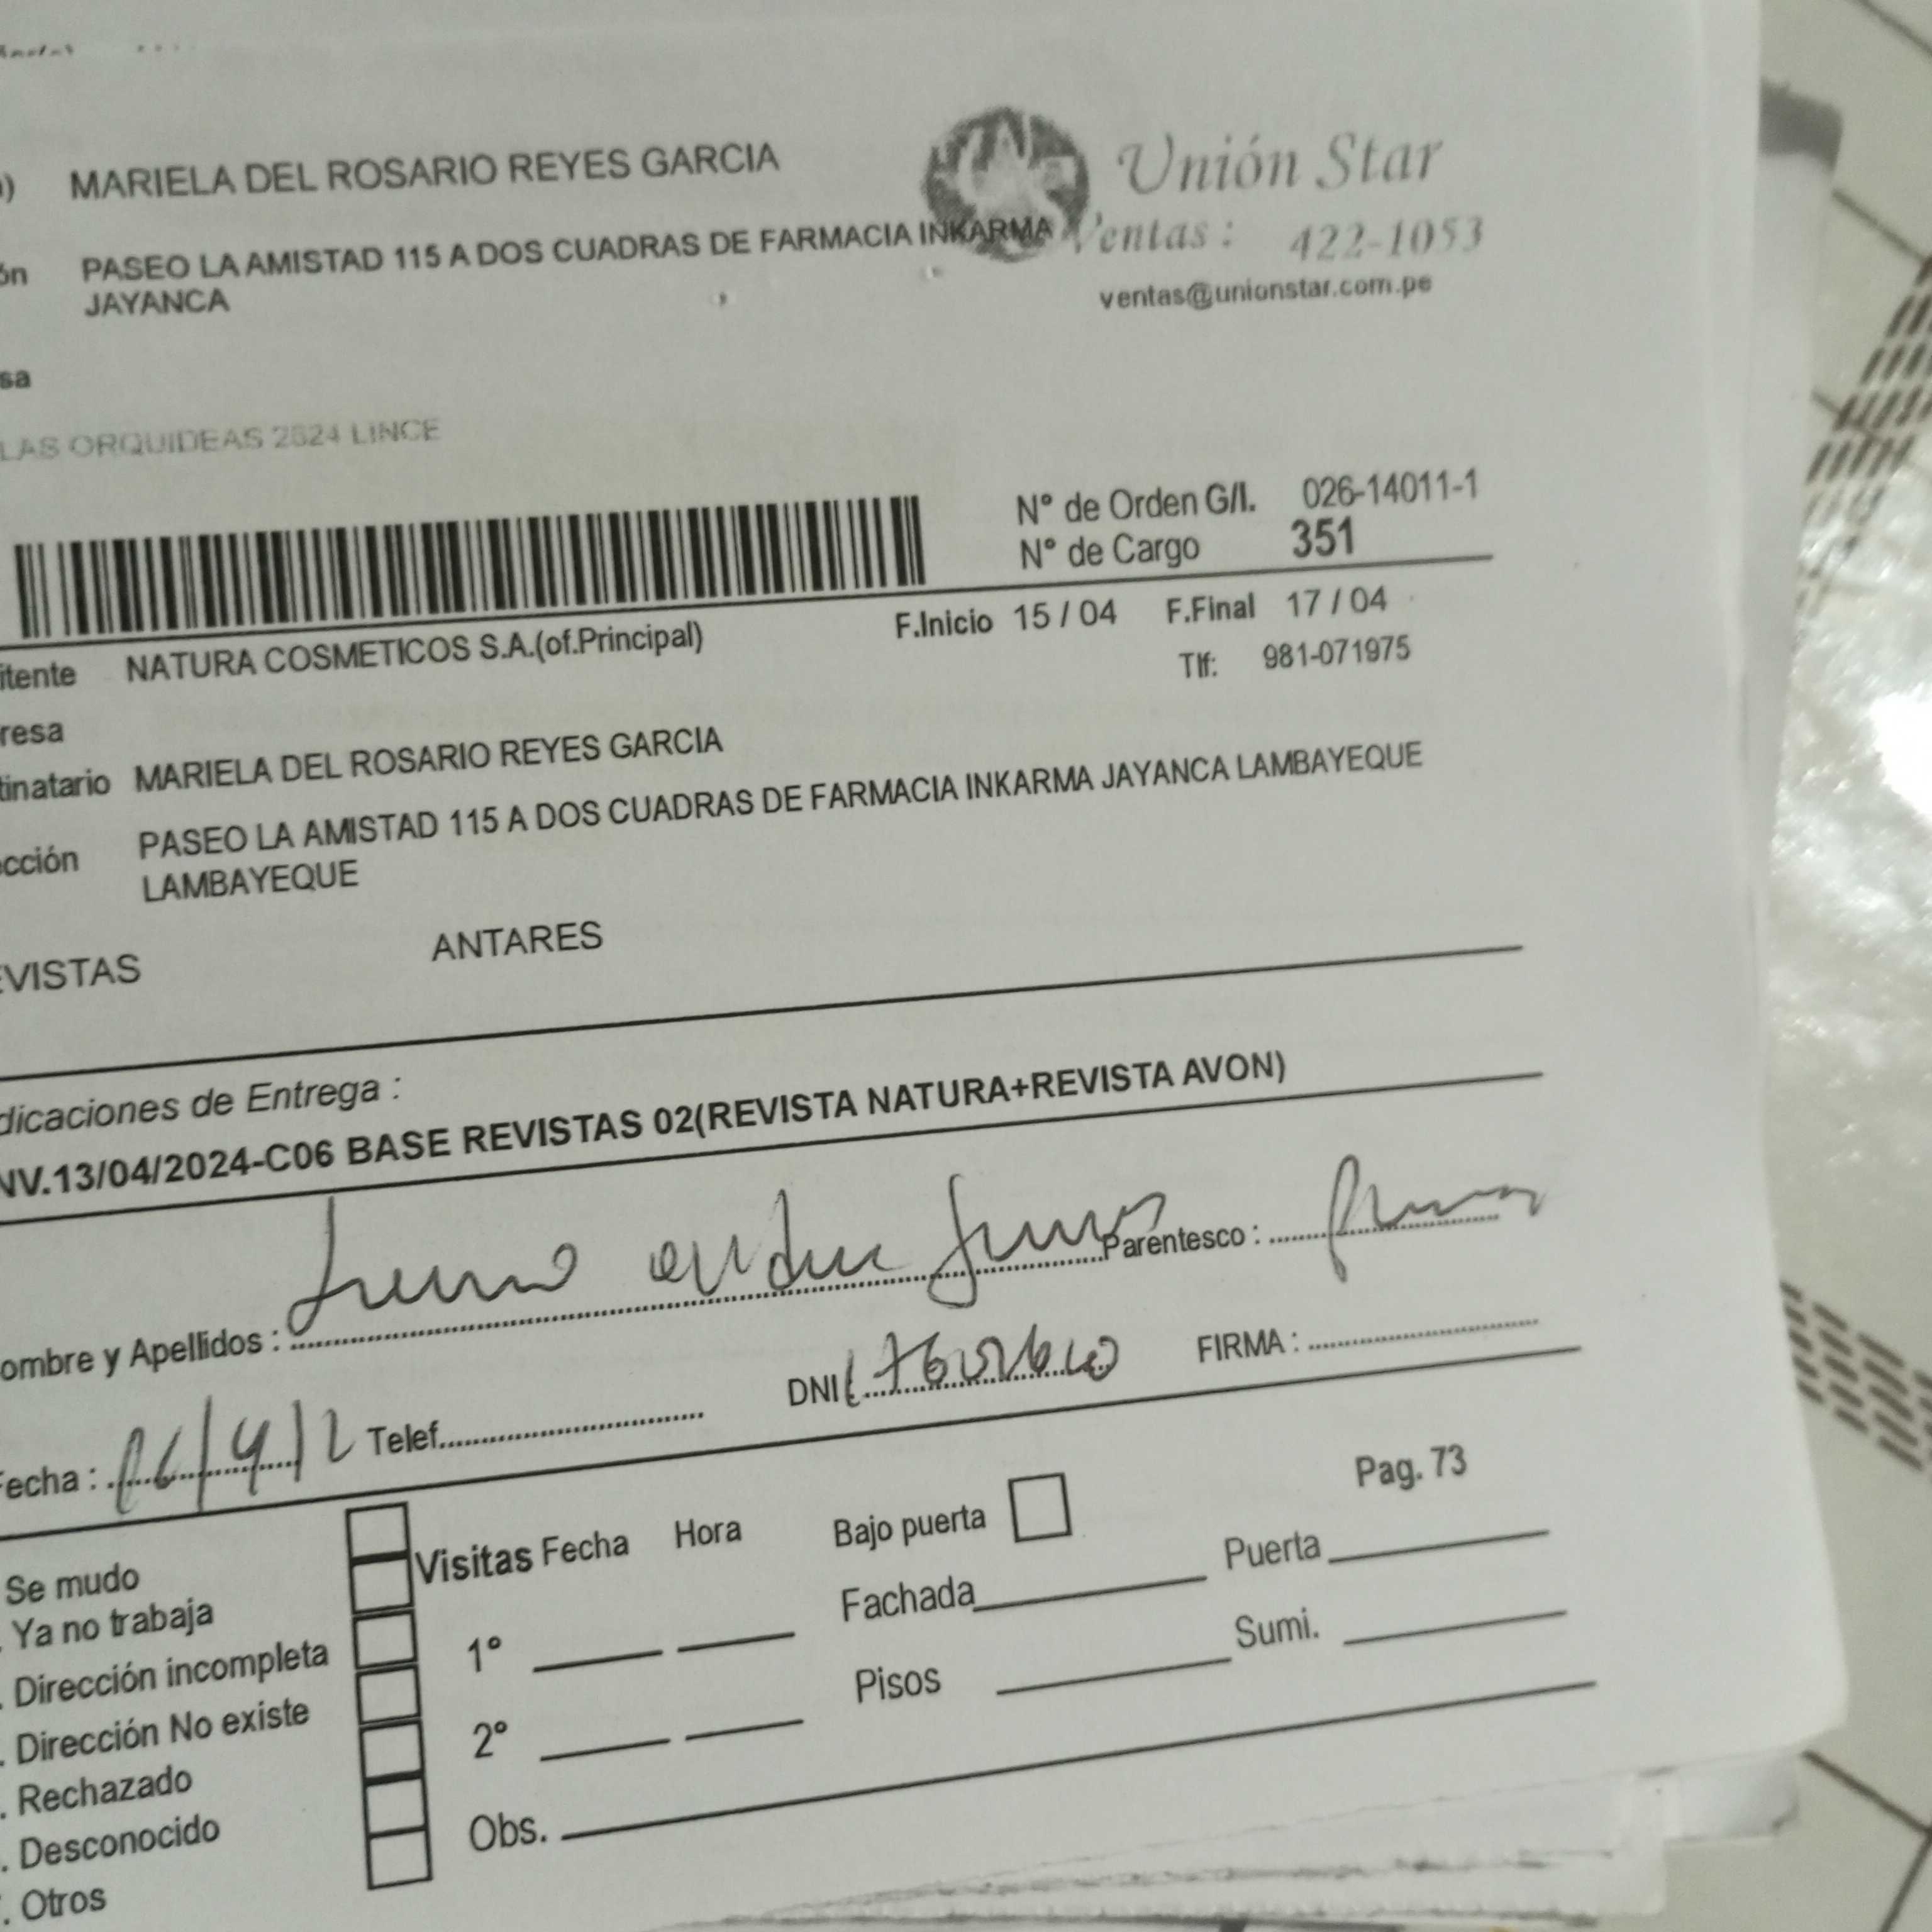 MARIELA DEL ROSARIO REYES GARCIA
Unión Star
ón PASEO LA AMISTAD 115 A DOS CUADRAS DE FARMACIA INKARMA
Ventas: 422-1053
JAYANCA
ventas@unionstar.com.pe
sa
LAS ORQUIDEAS 2624 LINCE
N° de Orden G/I. 026-14011-1
N° de Cargo 351
F.Inicio 15 / 04 F.Final 17 / 04
itente NATURA COSMETICOS S.A.(of.Principal)
Tlf: 981-071975
resa
tinatario MARIELA DEL ROSARIO REYES GARCIA
cción PASEO LA AMISTAD 115 A DOS CUADRAS DE FARMACIA INKARMA JAYANCA LAMBAYEQUE
LAMBAYEQUE
EVISTAS ANTARES
dicaciones de Entrega :
NV.13/04/2024-C06 BASE REVISTAS 02(REVISTA NATURA+REVISTA AVON)
ombre y Apellidos : Parentesco :
DNI FIRMA :
Fecha : Telef.
Pag. 73
Se mudo
Visitas Fecha Hora Bajo puerta
Ya no trabaja
Fachada Puerta
Dirección incompleta
1°
Pisos Sumi.
Dirección No existe
2°
Rechazado
Desconocido
Obs.
Otros